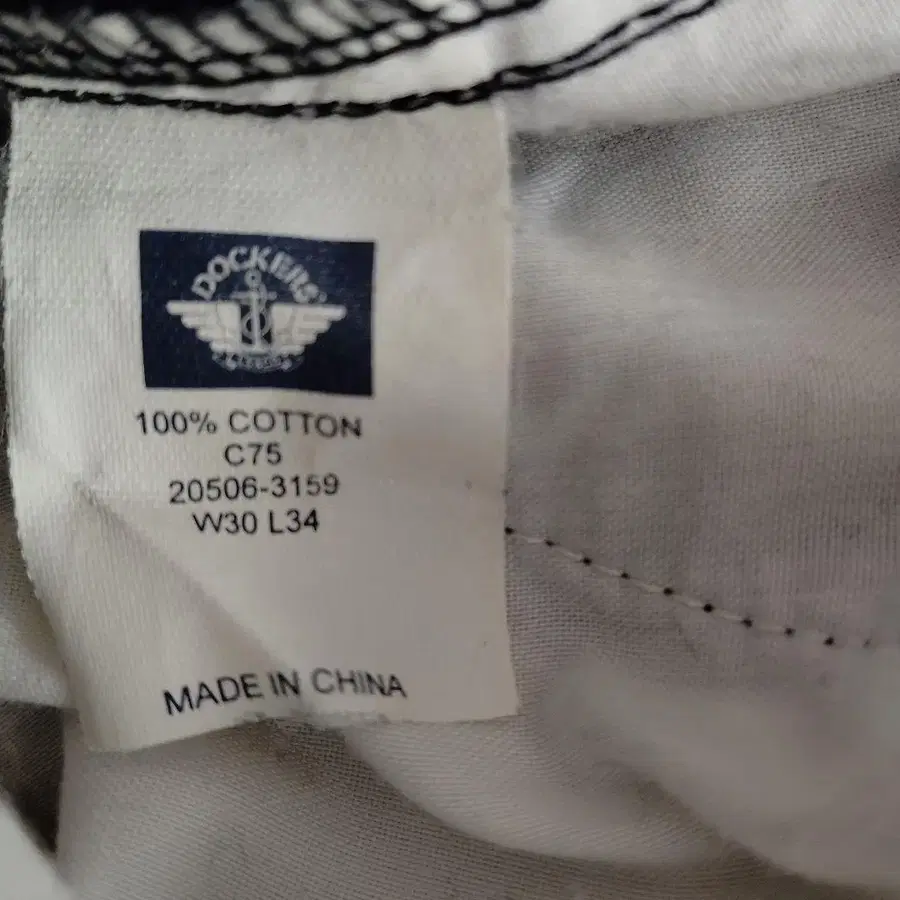 DOCKERS
100% COTTON
C75
20506-3159
W30 L34
MADE IN CHINA